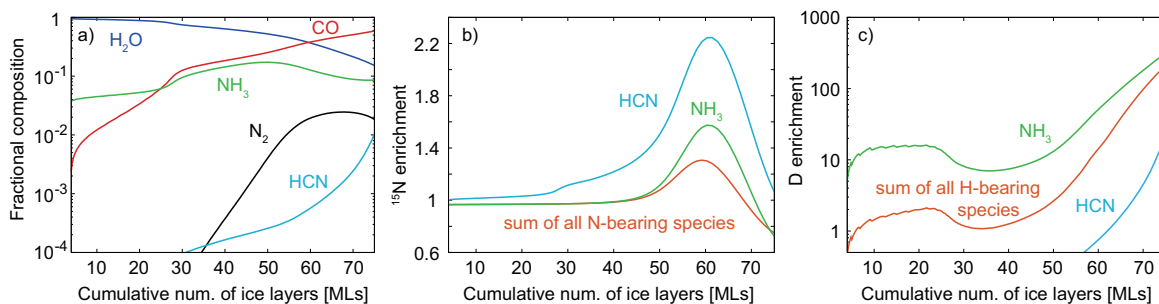 a)
Fractional composition
1
10⁻¹
10⁻²
10⁻³
10⁻⁴
H₂O
CO
NH₃
N₂
HCN
10 20 30 40 50 60 70
Cumulative num. of ice layers [MLs]
b)
¹⁵N enrichment
2.2
1.8
1.4
1.0
0.6
HCN
NH₃
sum of all N-bearing species
10 20 30 40 50 60 70
Cumulative num. of ice layers [MLs]
c)
D enrichment
1000
100
10
1
NH₃
sum of all H-bearing
species
HCN
10 20 30 40 50 60 70
Cumulative num. of ice layers [MLs]